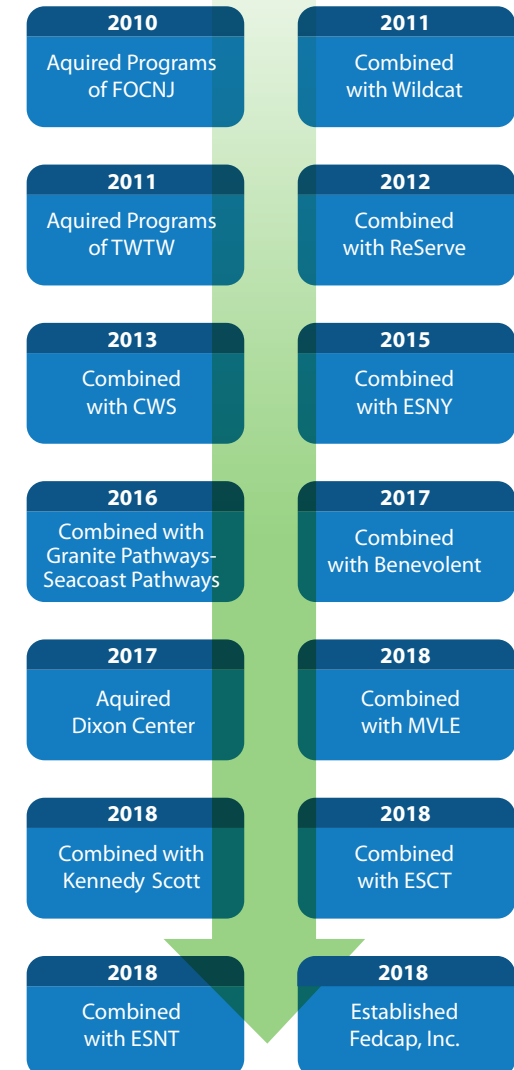 2010
Aquired Programs
of FOCNJ
2011
Combined
with Wildcat
2011
Aquired Programs
of TWTW
2012
Combined
with ReServe
2013
Combined
with CWS
2015
Combined
with ESNY
2016
Combined with
Granite Pathways-
Seacoast Pathways
2017
Combined
with Benevolent
2017
Aquired
Dixon Center
2018
Combined
with MVLE
2018
Combined with
Kennedy Scott
2018
Combined
with ESCT
2018
Combined
with ESNT
2018
Established
Fedcap, Inc.